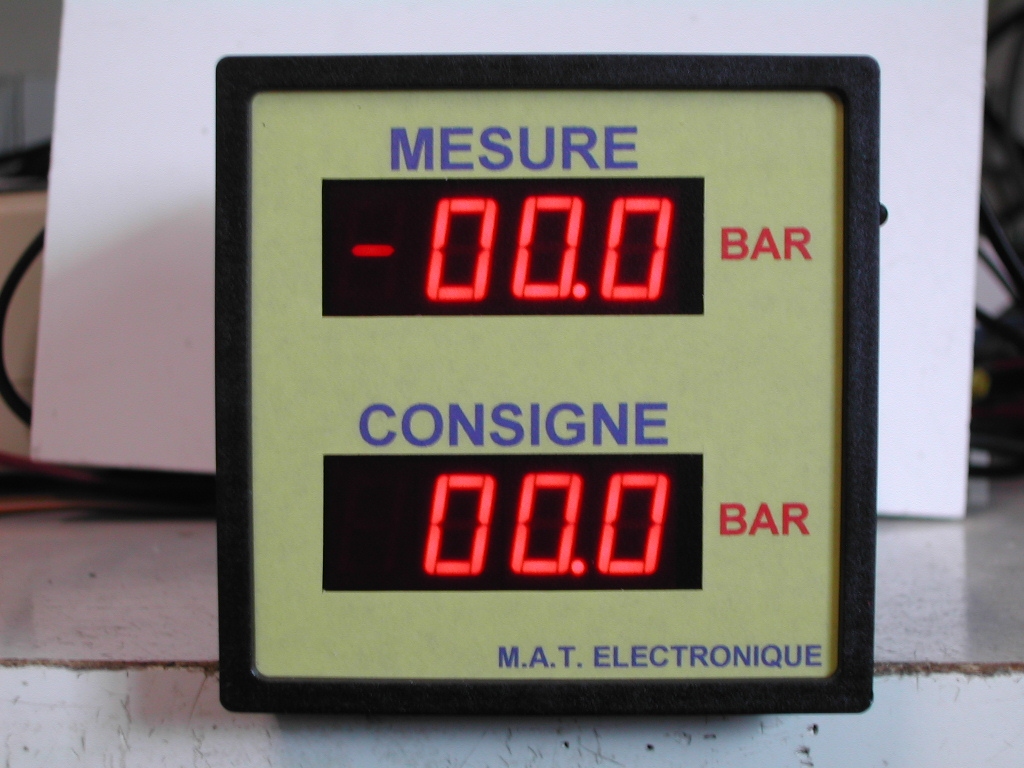 MESURE
-00.0 BAR
CONSIGNE
00.0 BAR
M.A.T. ELECTRONIQUE